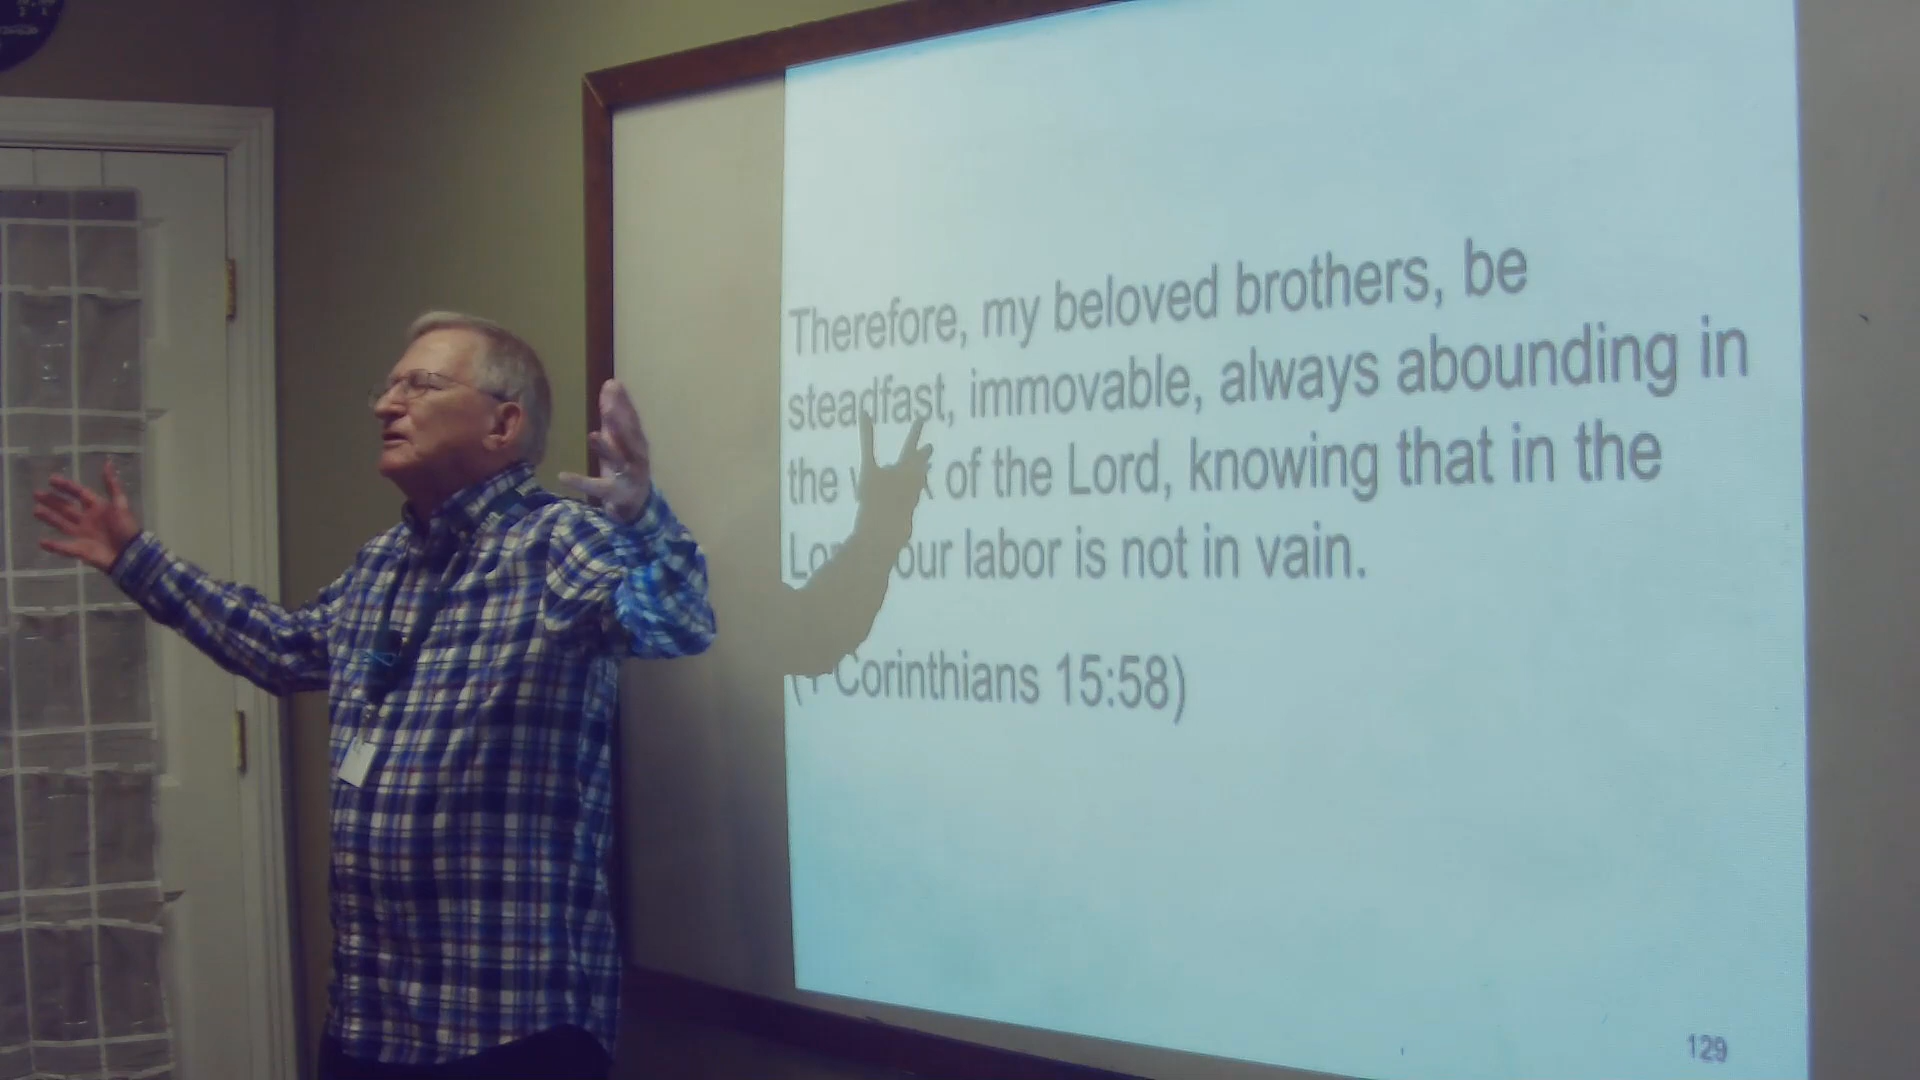 Therefore, my beloved brothers, be
steadfast, immovable, always abounding in
the of the Lord, knowing that in the
labor is not in vain.
Corinthians 15:58)
129